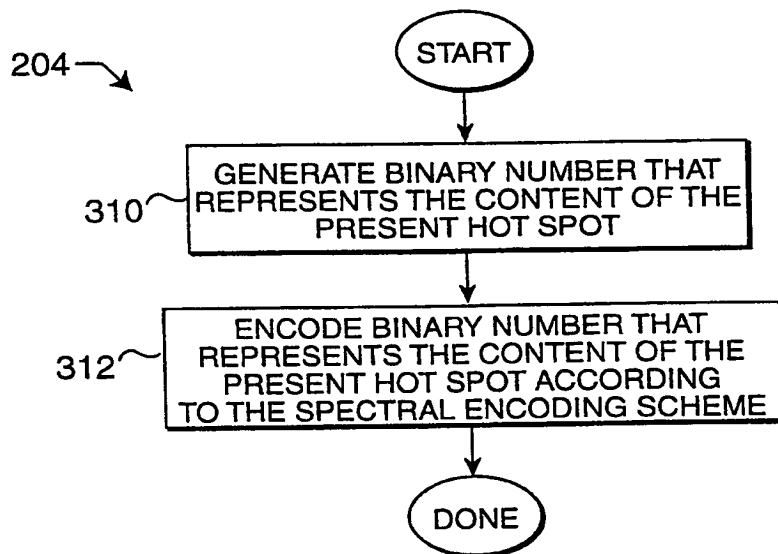 204
START
310
GENERATE BINARY NUMBER THAT
REPRESENTS THE CONTENT OF THE
PRESENT HOT SPOT
312
ENCODE BINARY NUMBER THAT
REPRESENTS THE CONTENT OF THE
PRESENT HOT SPOT ACCORDING
TO THE SPECTRAL ENCODING SCHEME
DONE